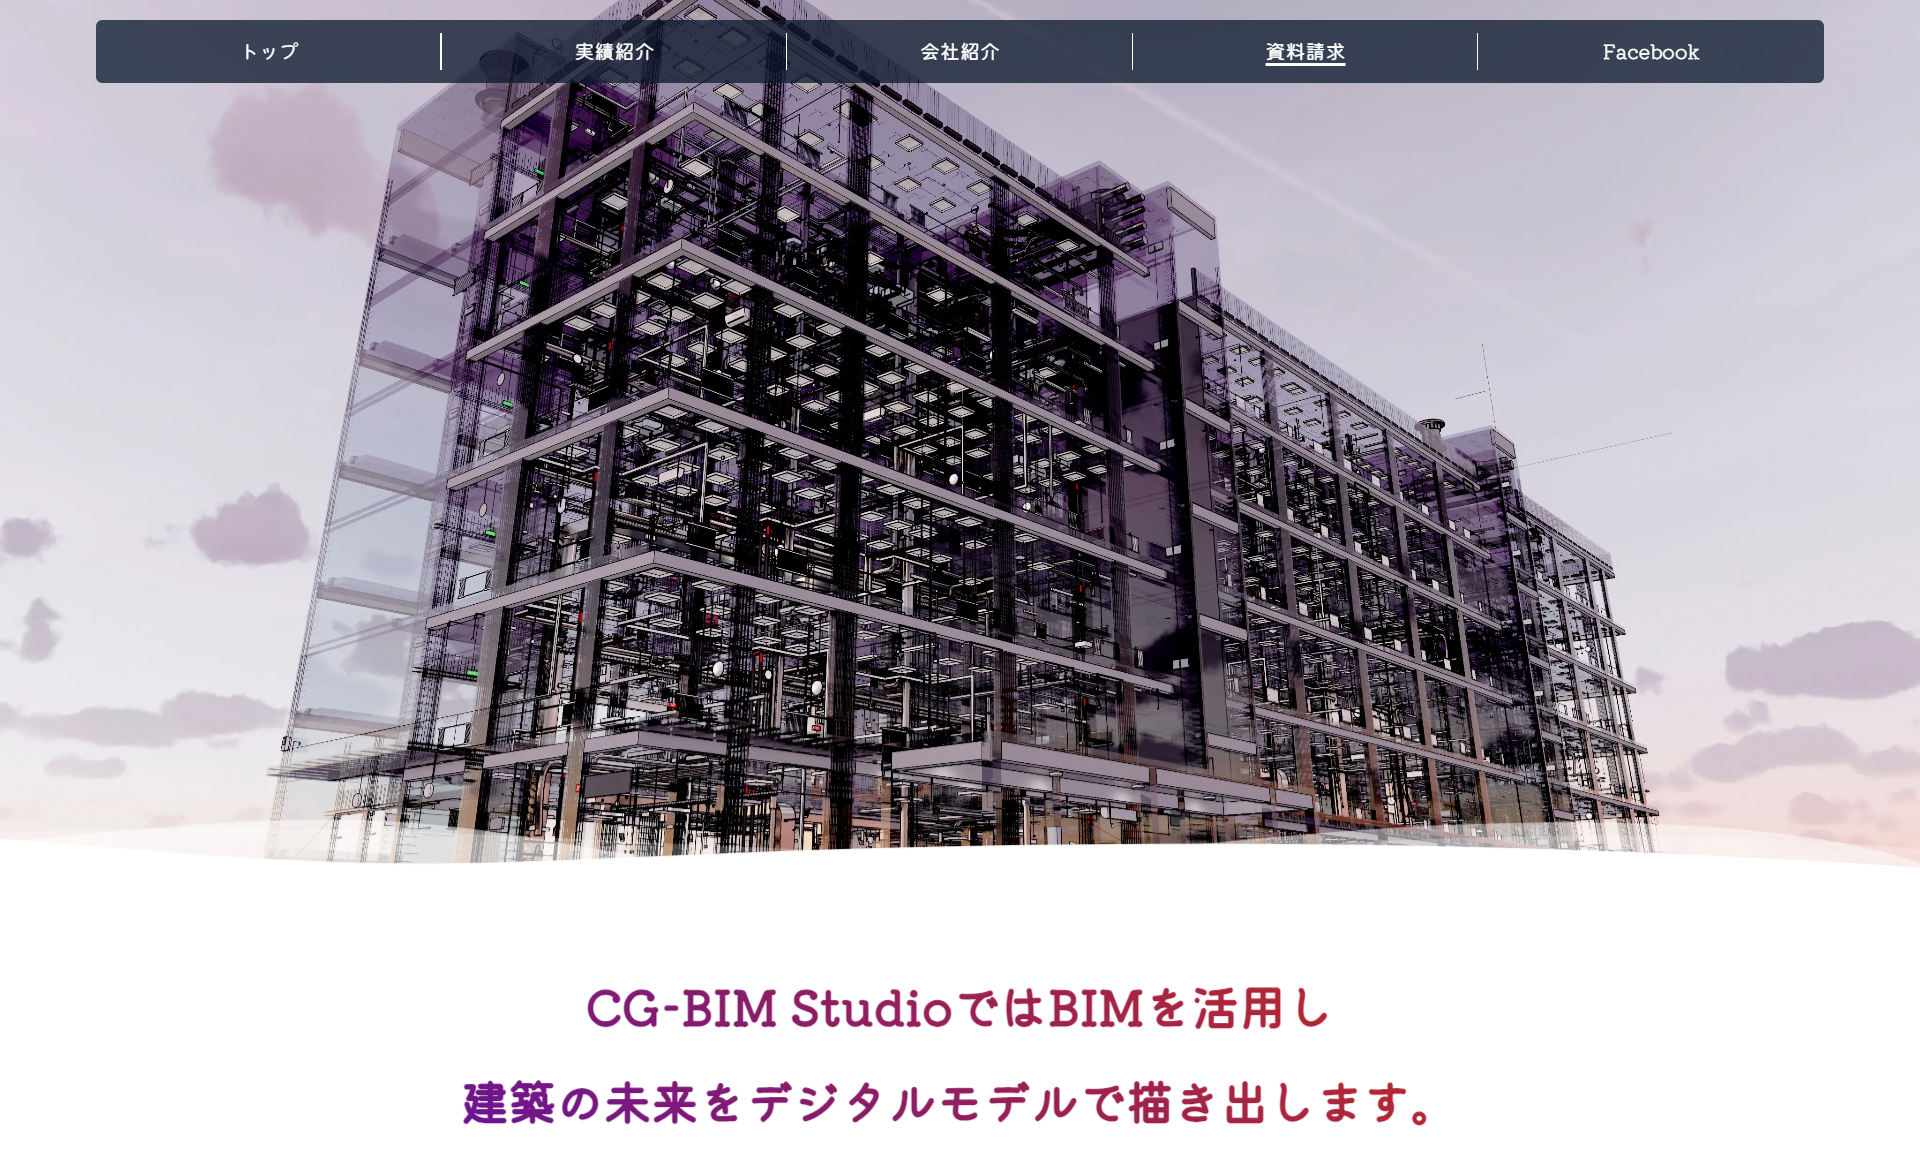 トップ
実績紹介
会社紹介
資料請求
Facebook
CG-BIM StudioではBIMを活用し
建築の未来をデジタルモデルで描き出します。